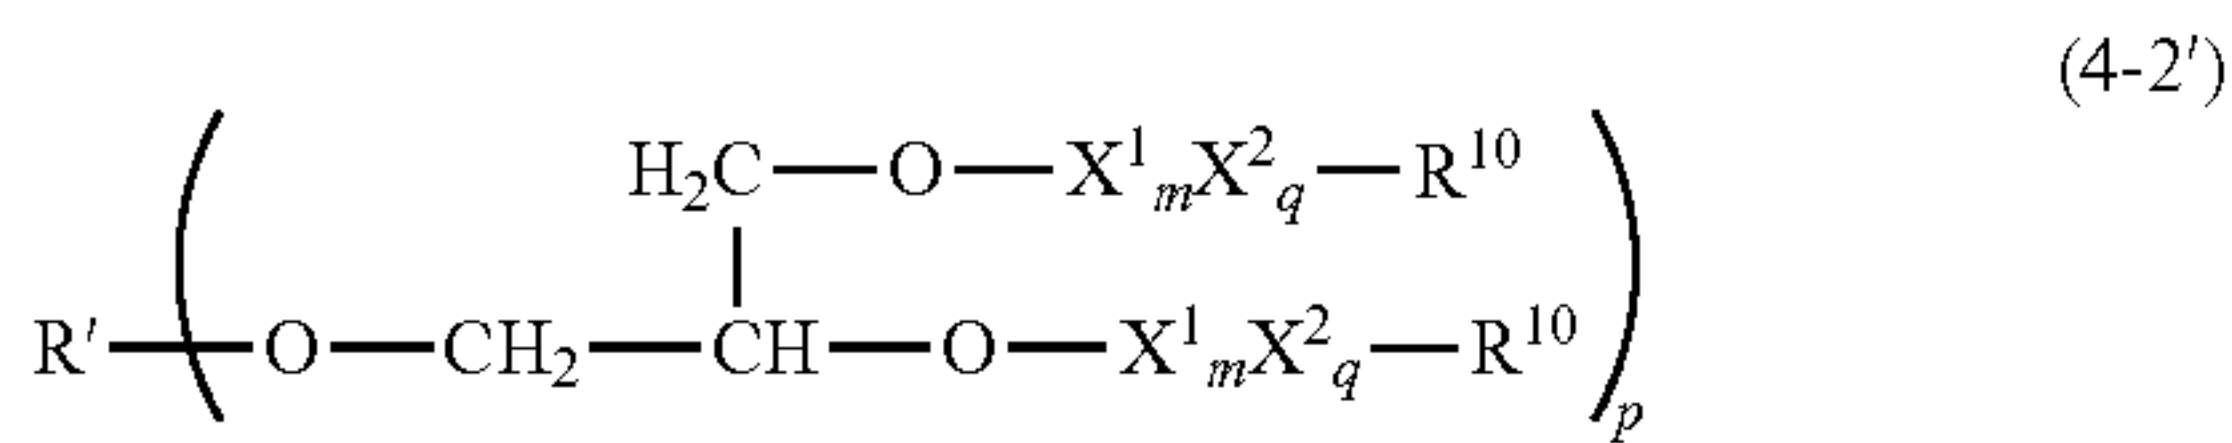 (4-2′)
H₂C—O—X¹ₘX²q—R¹⁰
R′—(O—CH₂—CH—O—X¹ₘX²q—R¹⁰)p